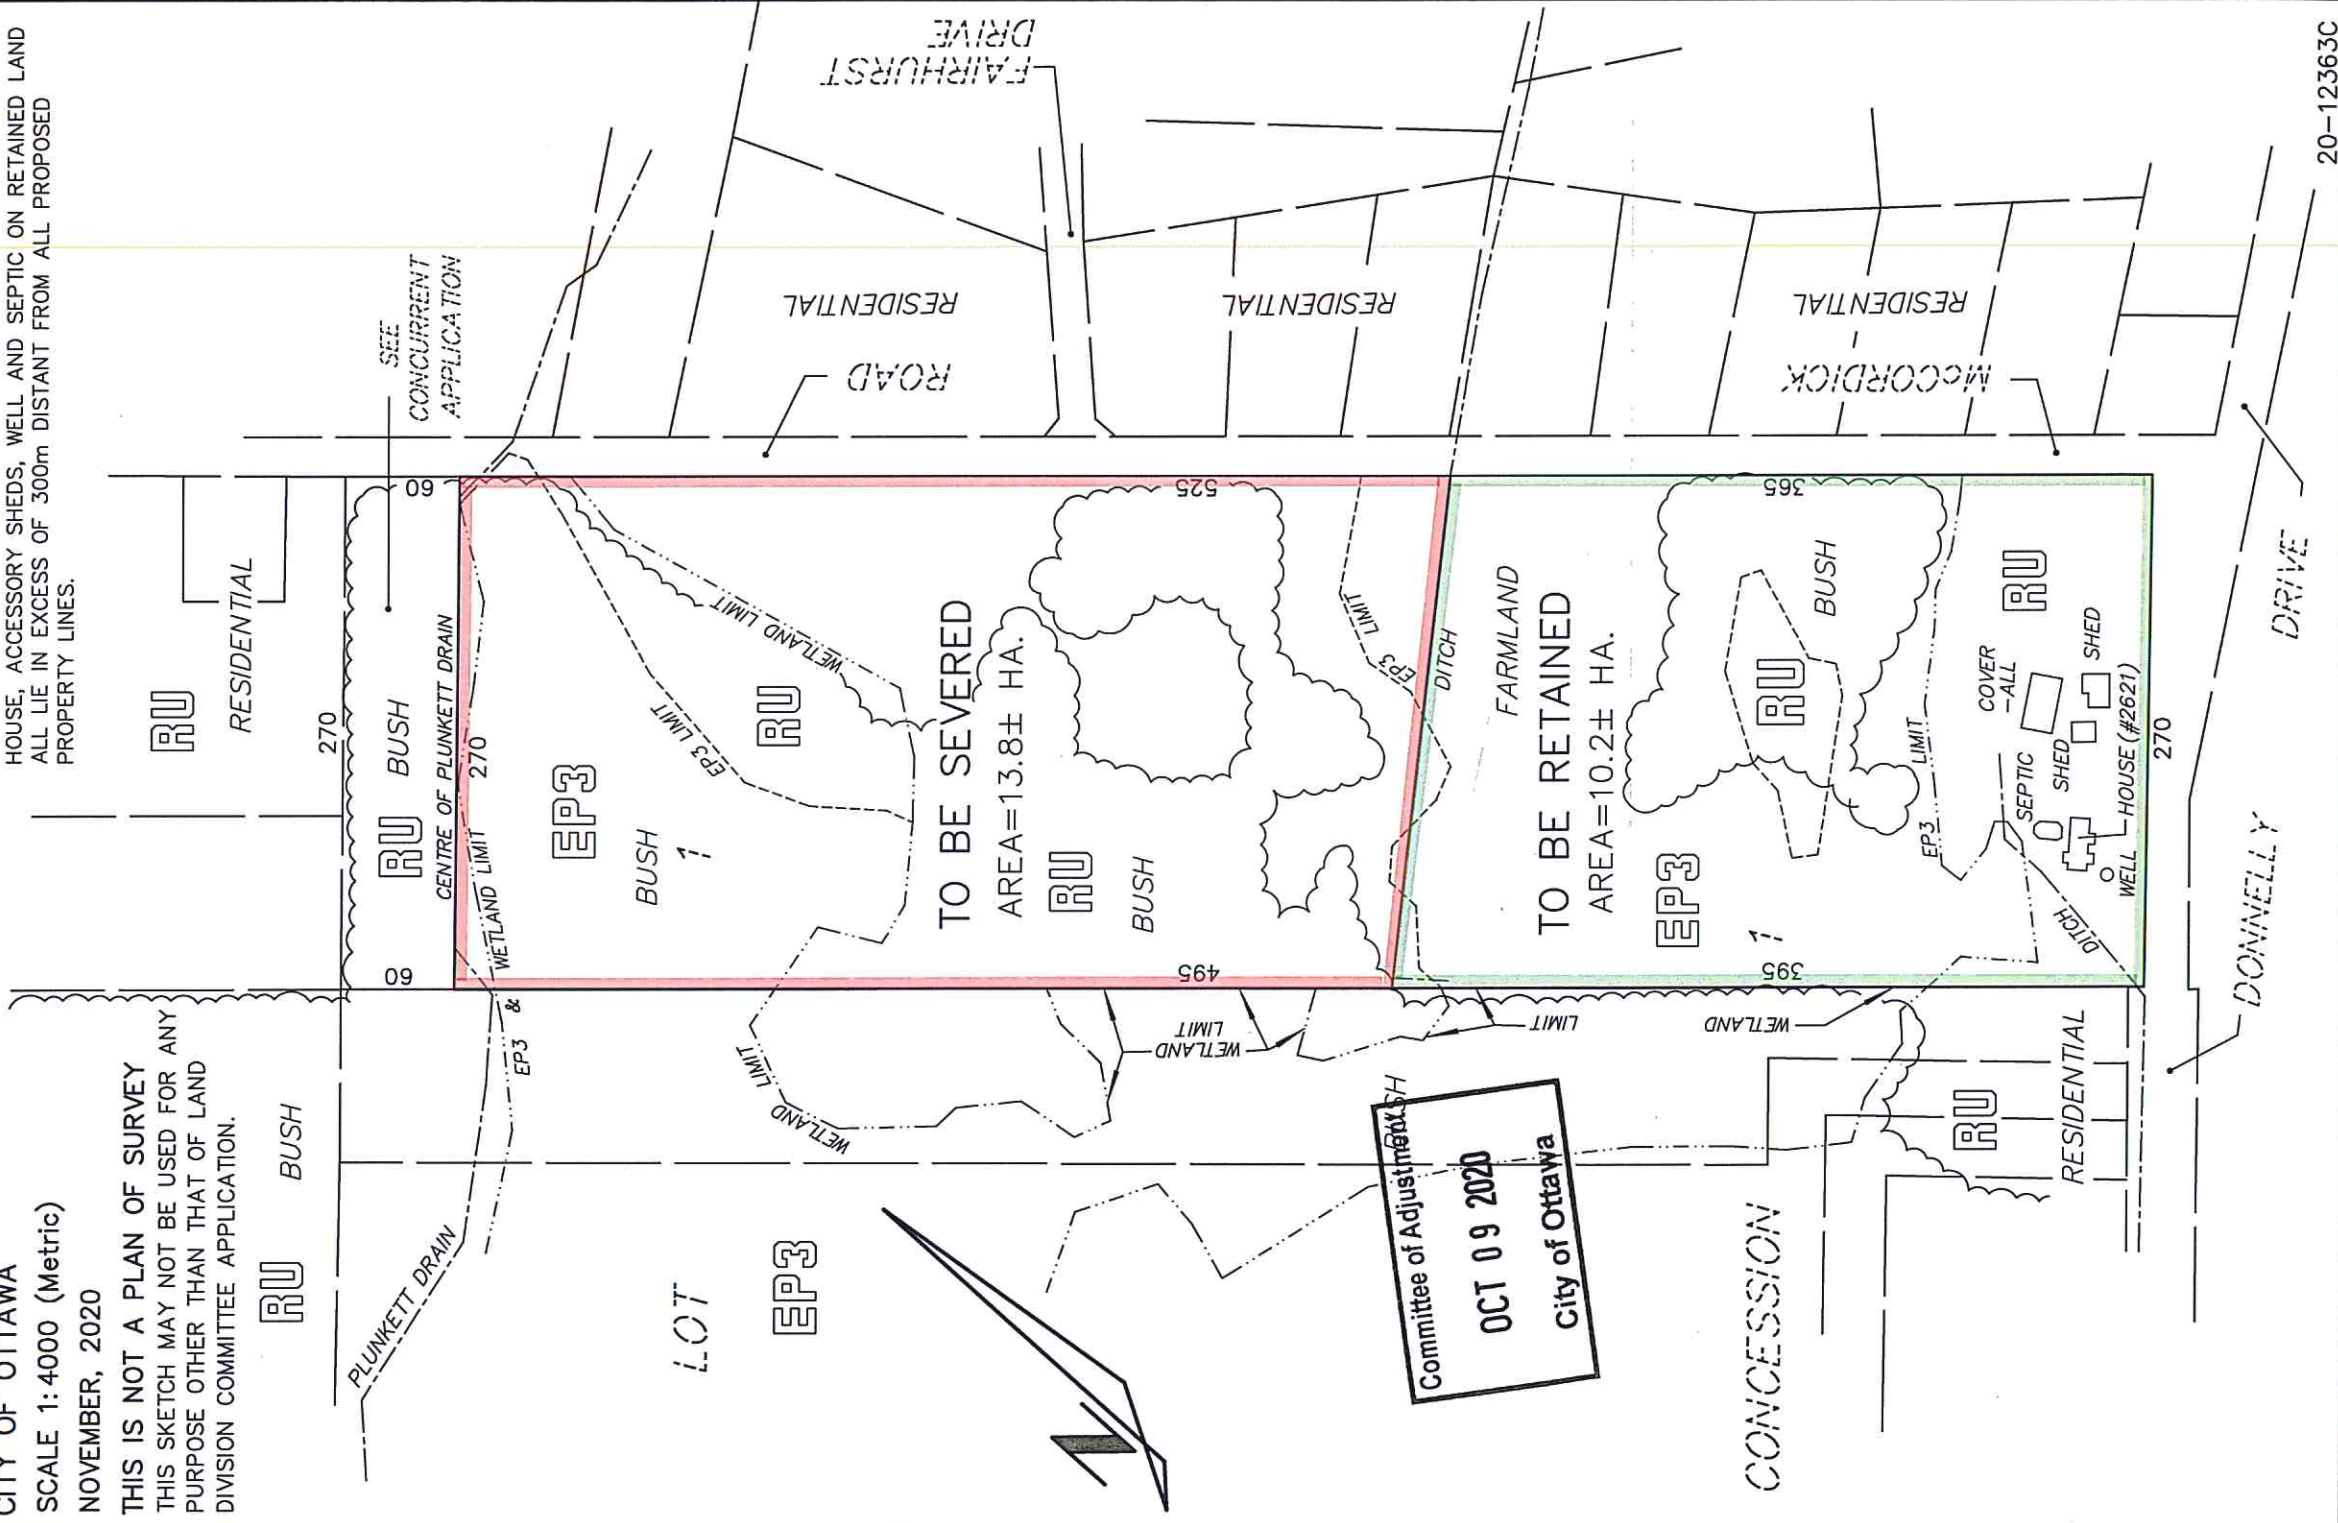 CITY OF OTTAWA
SCALE 1:4000 (Metric)
NOVEMBER, 2020
THIS IS NOT A PLAN OF SURVEY
THIS SKETCH MAY NOT BE USED FOR ANY
PURPOSE OTHER THAN THAT OF LAND
DIVISION COMMITTEE APPLICATION.
HOUSE, ACCESSORY SHEDS, WELL AND SEPTIC ON RETAINED LAND
ALL LIE IN EXCESS OF 300m DISTANT FROM ALL PROPOSED
PROPERTY LINES.
RU
RESIDENTIAL
270
SEE
CONCURRENT
APPLICATION
RU
BUSH
RU
BUSH
60
60
CENTRE OF PLUNKETT DRAIN
270
WETLAND LIMIT
EP3 &
PLUNKETT DRAIN
EP3
BUSH
1
EP3 LIMIT
RU
WETLAND LIMIT
LOT
EP3
LIMIT
WETLAND
TO BE SEVERED
AREA=13.8± HA.
RU
BUSH
525
495
WETLAND
LIMIT
EP3 LIMIT
DITCH
FARMLAND
TO BE RETAINED
AREA=10.2± HA.
EP3
1
RU
BUSH
365
395
LIMIT
WETLAND
BUSH
EP3 LIMIT
RU
COVER
-ALL
SHED
SHED
SEPTIC
HOUSE (#2621)
WELL
DITCH
270
RU
RESIDENTIAL
CONCESSION
DONNELLY
DRIVE
FAIRHURST
DRIVE
RESIDENTIAL
ROAD
RESIDENTIAL
RESIDENTIAL
McCORDICK
Committee of Adjustment
OCT 09 2020
City of Ottawa
N
20-12363C